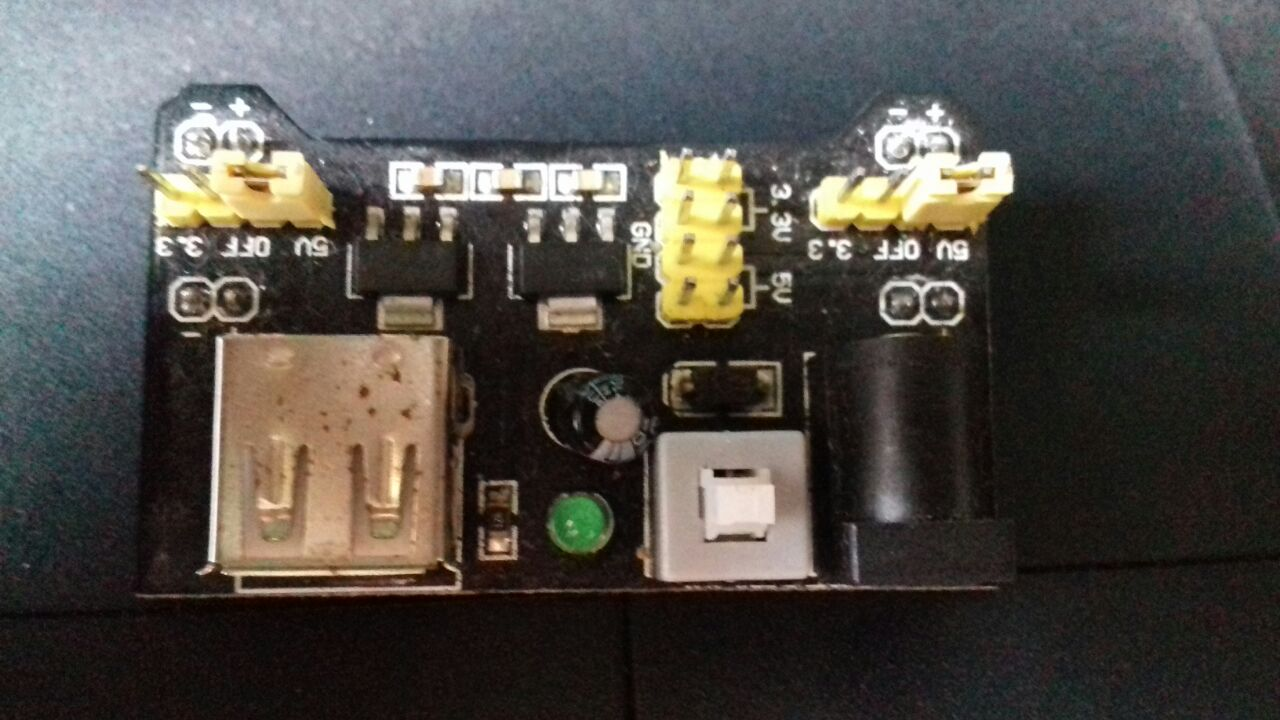 - +
- +
3.3V
GND
5V
5V OFF 3.3
5V OFF 3.3
-